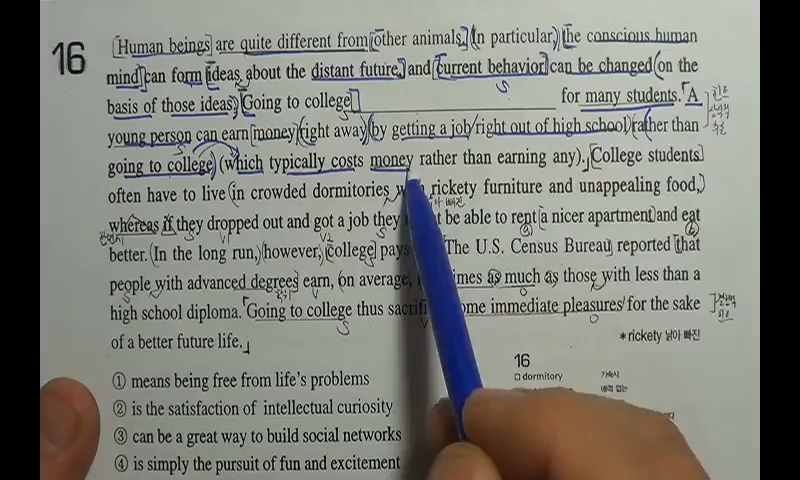 16
Human beings are quite different from other animals. In particular, the conscious human
mind can form ideas about the distant future, and current behavior can be changed on the
basis of those ideas. Going to college ____________ for many students. A
young person can earn money right away by getting a job right out of high school rather than
going to college (which typically costs money rather than earning any). College students
often have to live in crowded dormitories rickety furniture and unappealing food,
whereas if they dropped out and got a job they be able to rent a nicer apartment and eat
better. In the long run, however, college pays The U.S. Census Bureau reported that
people with advanced degrees earn, on average, times as much as those with less than a
high school diploma. Going to college thus some immediate pleasures for the sake
of a better future life.
* rickety 낡아 빠진
① means being free from life's problems
② is the satisfaction of intellectual curiosity
③ can be a great way to build social networks
④ is simply the pursuit of fun and excitement
16
□ dormitory 기숙사
S
S
V1
V2
S
S
S
V
O
S
V
O